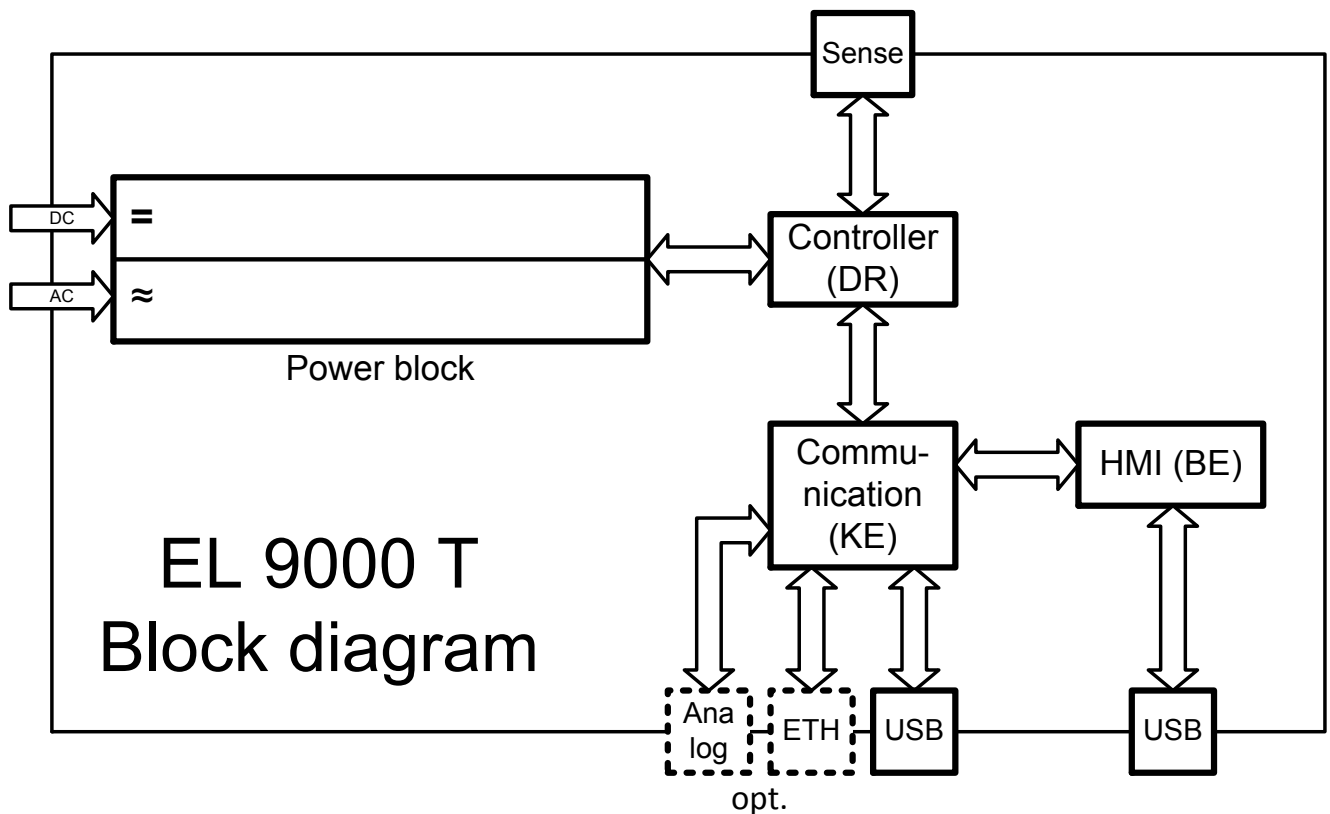 Sense
DC
=
Controller
(DR)
AC
≈
Power block
Commu-
nication
(KE)
HMI (BE)
EL 9000 T
Block diagram
Ana
log
ETH
USB
USB
opt.